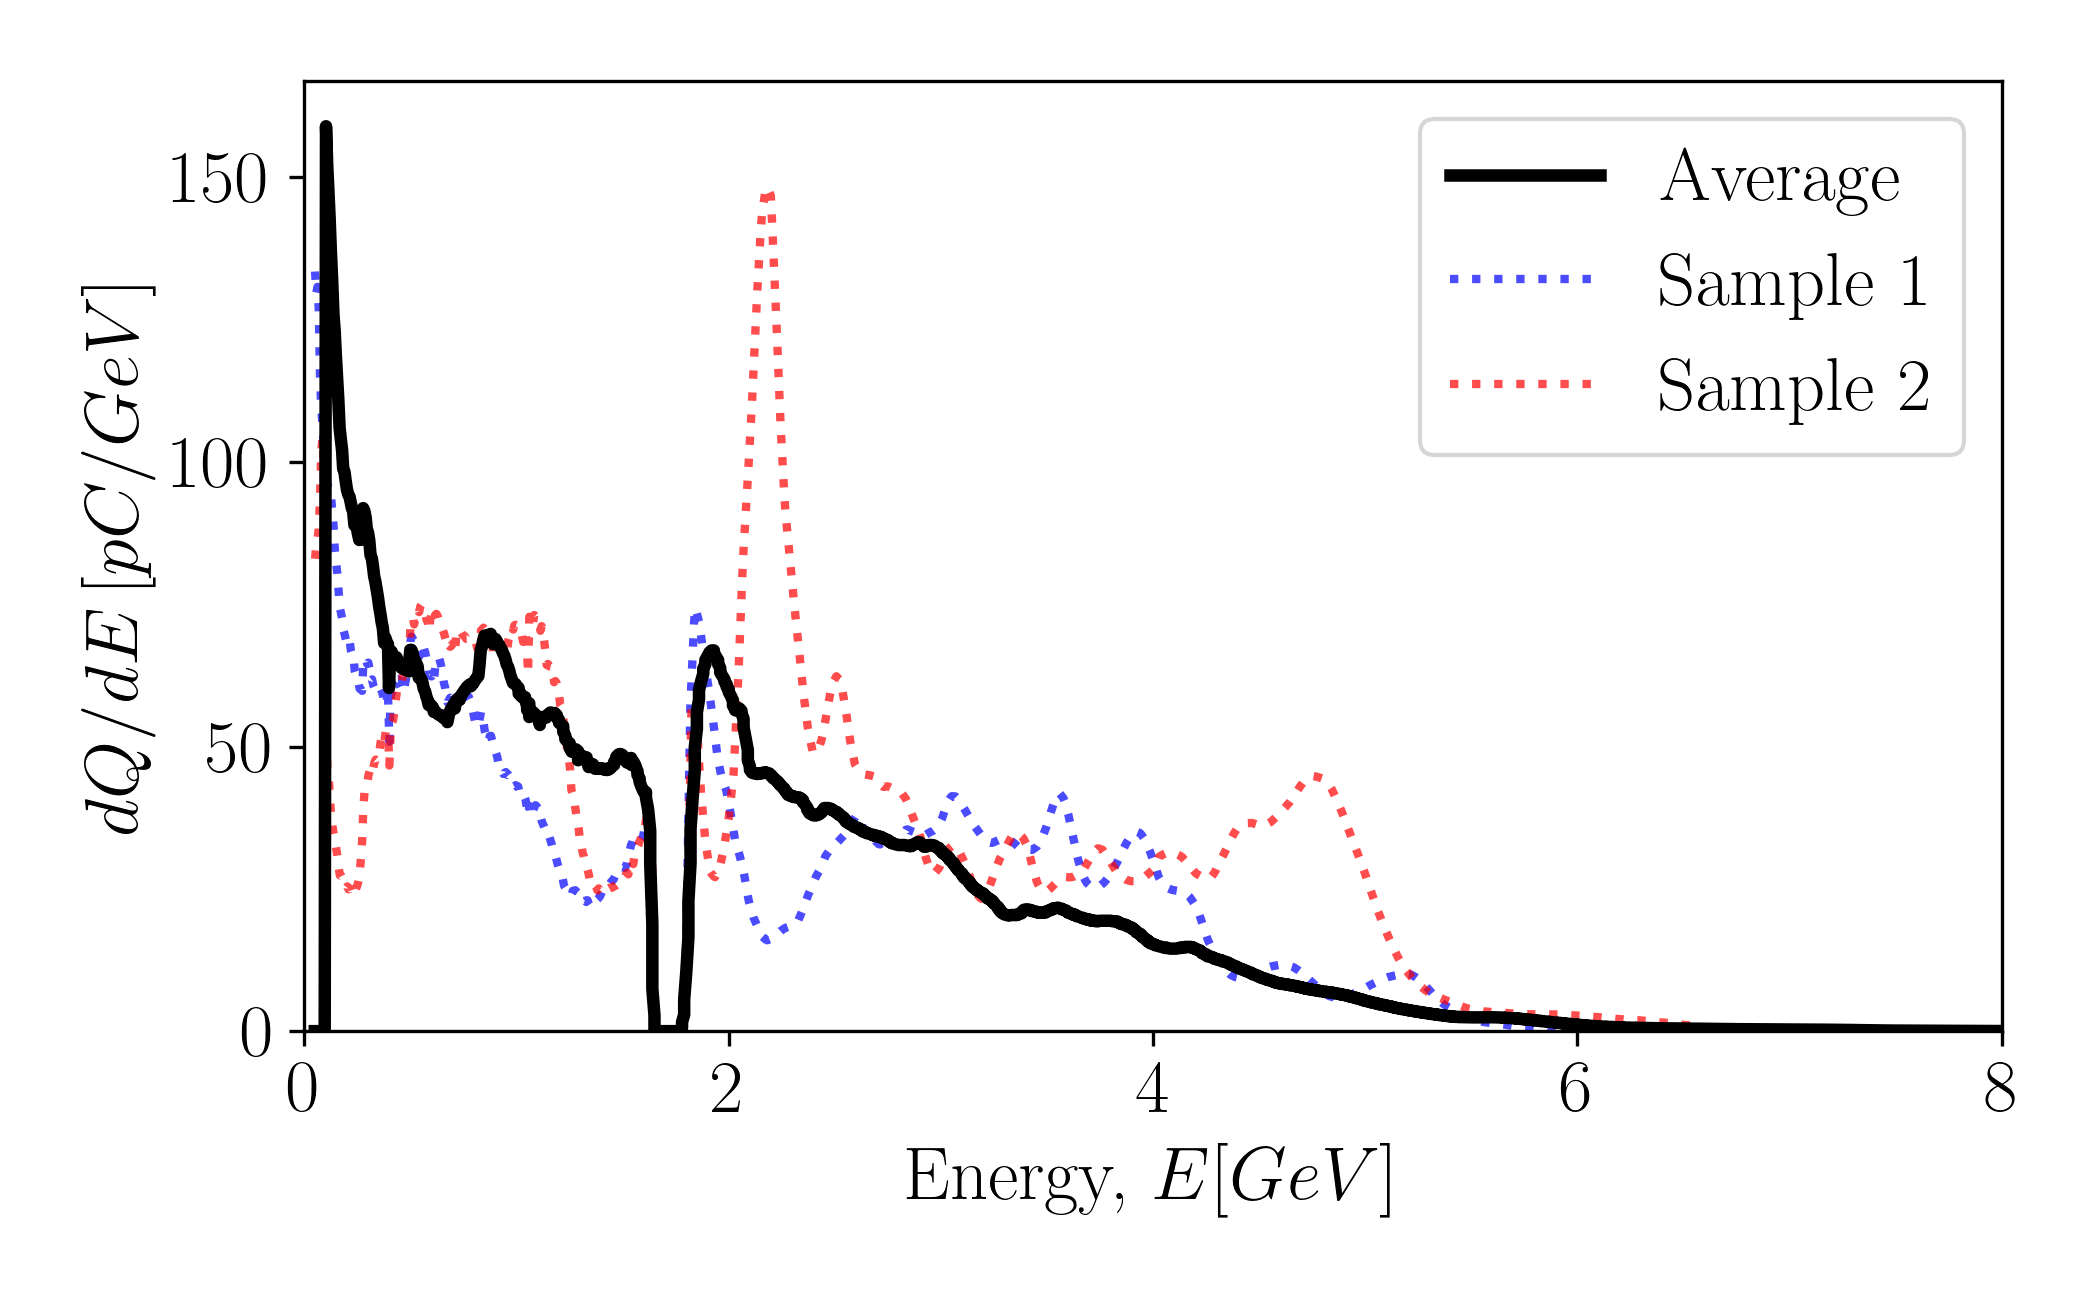 dQ/dE [pC/GeV]
150
100
50
0
Average
Sample 1
Sample 2
0 2 4 6 8
Energy, E[GeV]